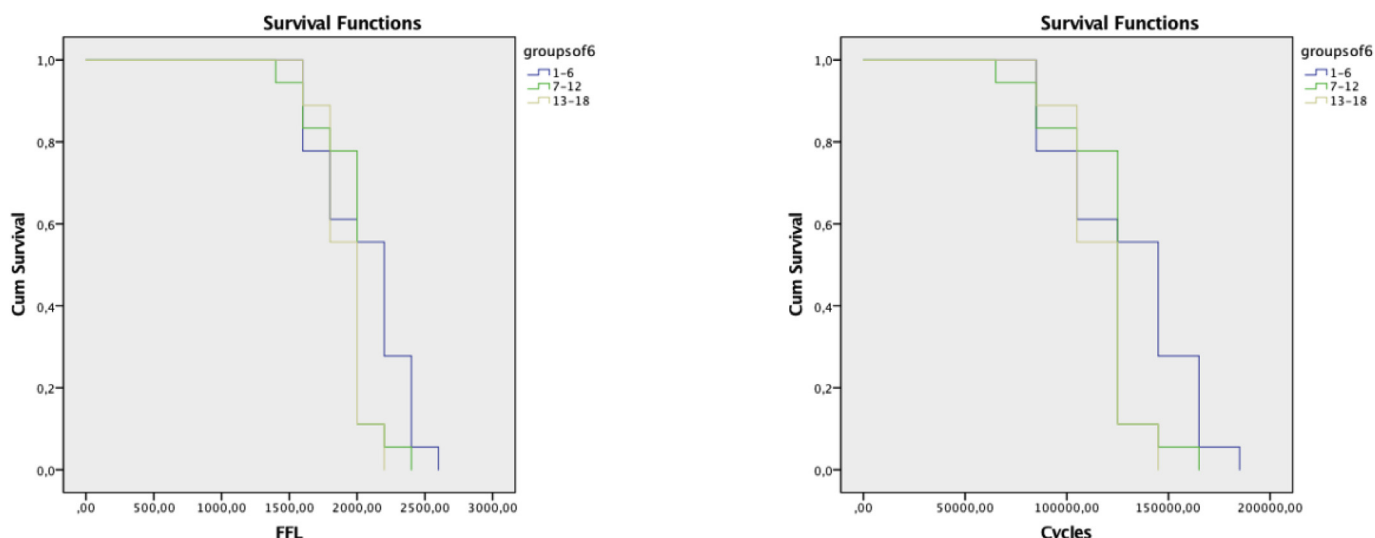 Survival Functions
groupsof6
1-6
7-12
13-18
1,0
0,8
0,6
0,4
0,2
0,0
Cum Survival
,00 500,00 1000,00 1500,00 2000,00 2500,00 3000,00
FFL
Survival Functions
groupsof6
1-6
7-12
13-18
1,0
0,8
0,6
0,4
0,2
0,0
Cum Survival
,00 50000,00 100000,00 150000,00 200000,00
Cycles